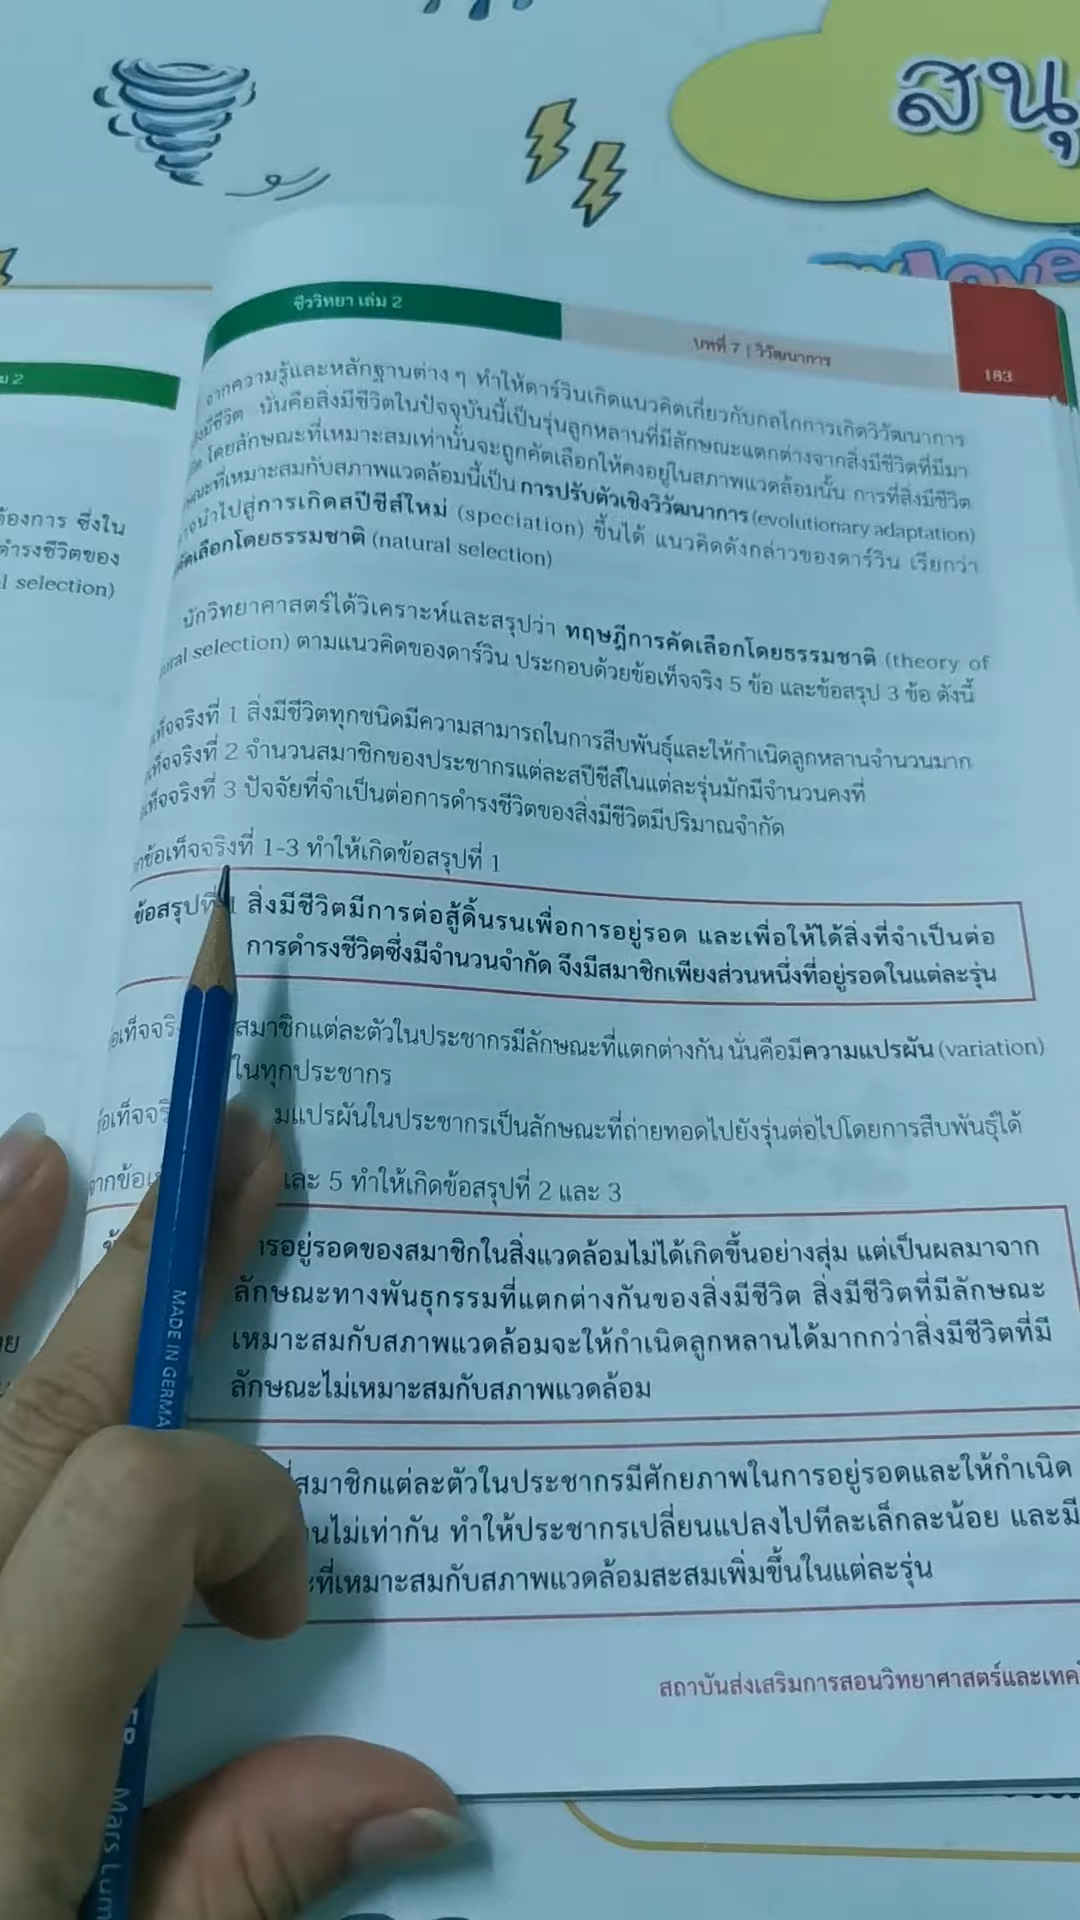 สนุ
love
ชีววิทยา เล่ม 2
บทที่ 7 | วิวัฒนาการ
183
ม 2
ต้องการ ซึ่งใน
ดำรงชีวิตของ
l selection)
จากความรู้และหลักฐานต่าง ๆ ทำให้ดาร์วินเกิดแนวคิดเกี่ยวกับกลไกการเกิดวิวัฒนาการ
สิ่งมีชีวิต นั่นคือสิ่งมีชีวิตในปัจจุบันนี้เป็นรุ่นลูกหลานที่มีลักษณะแตกต่างจากสิ่งมีชีวิตที่มีมา
โดยลักษณะที่เหมาะสมเท่านั้นจะถูกคัดเลือกให้คงอยู่ในสภาพแวดล้อมนั้น การที่สิ่งมีชีวิต
ณะที่เหมาะสมกับสภาพแวดล้อมนี้เป็น การปรับตัวเชิงวิวัฒนาการ (evolutionary adaptation)
นำไปสู่การเกิดสปีชีส์ใหม่ (speciation) ขึ้นได้ แนวคิดดังกล่าวของดาร์วิน เรียกว่า
คัดเลือกโดยธรรมชาติ (natural selection)
นักวิทยาศาสตร์ได้วิเคราะห์และสรุปว่า ทฤษฎีการคัดเลือกโดยธรรมชาติ (theory of
ral selection) ตามแนวคิดของดาร์วิน ประกอบด้วยข้อเท็จจริง 5 ข้อ และข้อสรุป 3 ข้อ ดังนี้
เท็จจริงที่ 1 สิ่งมีชีวิตทุกชนิดมีความสามารถในการสืบพันธุ์และให้กำเนิดลูกหลานจำนวนมาก
เท็จจริงที่ 2 จำนวนสมาชิกของประชากรแต่ละสปีชีส์ในแต่ละรุ่นมักมีจำนวนคงที่
เท็จจริงที่ 3 ปัจจัยที่จำเป็นต่อการดำรงชีวิตของสิ่งมีชีวิตมีปริมาณจำกัด
กข้อเท็จจริงที่ 1-3 ทำให้เกิดข้อสรุปที่ 1
ข้อสรุปที่ 1 สิ่งมีชีวิตมีการต่อสู้ดิ้นรนเพื่อการอยู่รอด และเพื่อให้ได้สิ่งที่จำเป็นต่อ
การดำรงชีวิตซึ่งมีจำนวนจำกัด จึงมีสมาชิกเพียงส่วนหนึ่งที่อยู่รอดในแต่ละรุ่น
อเท็จจริ สมาชิกแต่ละตัวในประชากรมีลักษณะที่แตกต่างกัน นั่นคือมีความแปรผัน (variation)
ในทุกประชากร
อเท็จจริ มแปรผันในประชากรเป็นลักษณะที่ถ่ายทอดไปยังรุ่นต่อไปโดยการสืบพันธุ์ได้
จากข้อเ และ 5 ทำให้เกิดข้อสรุปที่ 2 และ 3
ารอยู่รอดของสมาชิกในสิ่งแวดล้อมไม่ได้เกิดขึ้นอย่างสุ่ม แต่เป็นผลมาจาก
ลักษณะทางพันธุกรรมที่แตกต่างกันของสิ่งมีชีวิต สิ่งมีชีวิตที่มีลักษณะ
เหมาะสมกับสภาพแวดล้อมจะให้กำเนิดลูกหลานได้มากกว่าสิ่งมีชีวิตที่มี
ลักษณะไม่เหมาะสมกับสภาพแวดล้อม
ที่สมาชิกแต่ละตัวในประชากรมีศักยภาพในการอยู่รอดและให้กำเนิด
านไม่เท่ากัน ทำให้ประชากรเปลี่ยนแปลงไปทีละเล็กละน้อย และมี
ะที่เหมาะสมกับสภาพแวดล้อมสะสมเพิ่มขึ้นในแต่ละรุ่น
สถาบันส่งเสริมการสอนวิทยาศาสตร์และเทค
MADE IN GERMA
Mars Lum